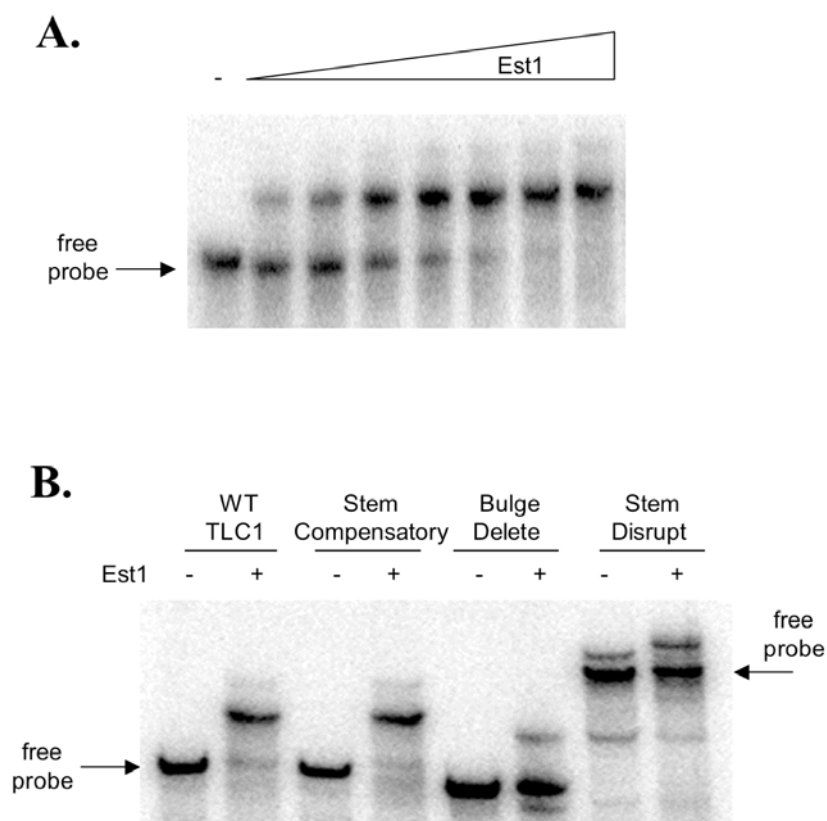 A.
Est1
-
free
probe
B.
WT
TLC1
Stem
Compensatory
Bulge
Delete
Stem
Disrupt
Est1 - + - + - + - +
free
probe
free
probe